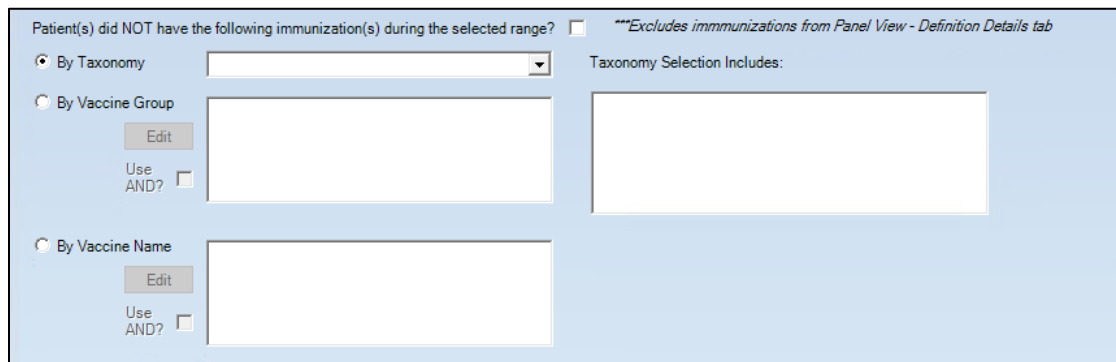 Patient(s) did NOT have the following immunization(s) during the selected range? ***Excludes immmunizations from Panel View - Definition Details tab
By Taxonomy
Taxonomy Selection Includes:
By Vaccine Group
Edit
Use
AND?
By Vaccine Name
Edit
Use
AND?